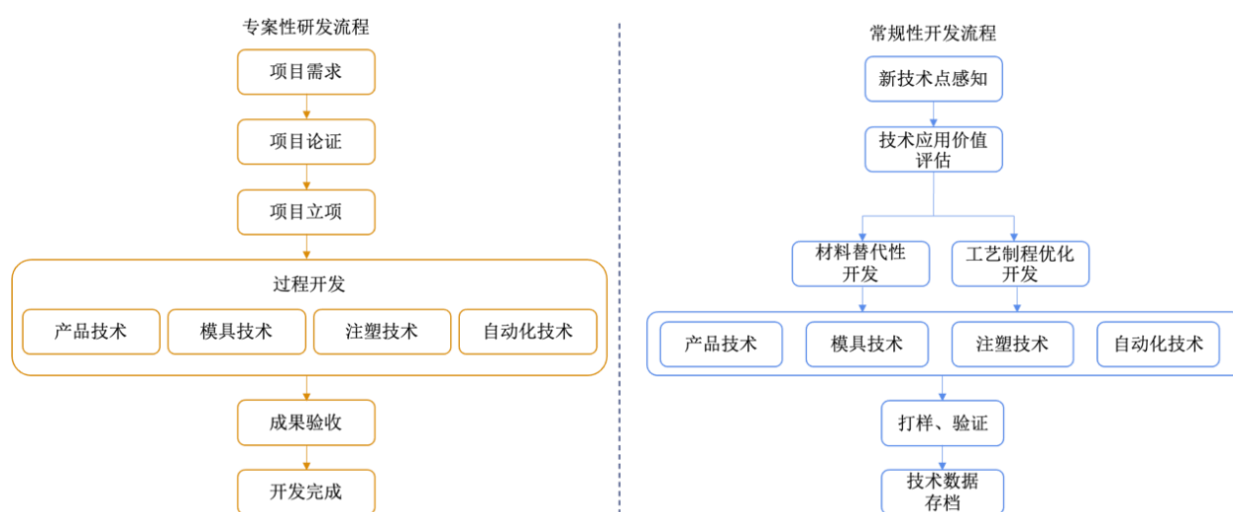 专案性研发流程
项目需求
项目论证
项目立项
过程开发
产品技术
模具技术
注塑技术
自动化技术
成果验收
开发完成
常规性开发流程
新技术点感知
技术应用价值
评估
材料替代性
开发
工艺制程优化
开发
产品技术
模具技术
注塑技术
自动化技术
打样、验证
技术数据
存档